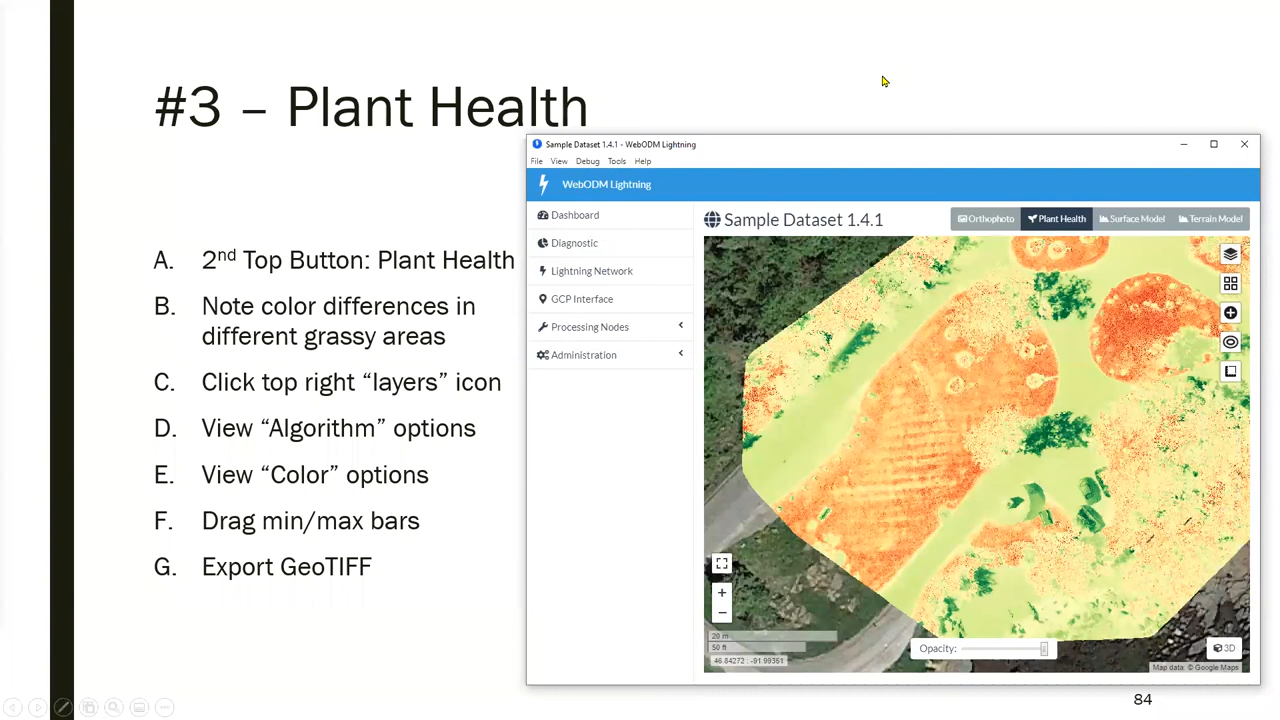 #3 – Plant Health
A. 2nd Top Button: Plant Health
B. Note color differences in
different grassy areas
C. Click top right “layers” icon
D. View “Algorithm” options
E. View “Color” options
F. Drag min/max bars
G. Export GeoTIFF
Sample Dataset 1.4.1 - WebODM Lightning
File View Debug Tools Help
WebODM Lightning
Dashboard
Diagnostic
Lightning Network
GCP Interface
Processing Nodes
Administration
Sample Dataset 1.4.1
Orthophoto Plant Health Surface Model Terrain Model
+
−
20 m
50 ft
46.84272 : -91.99351
Opacity:
3D
Map data: © Google Maps
84